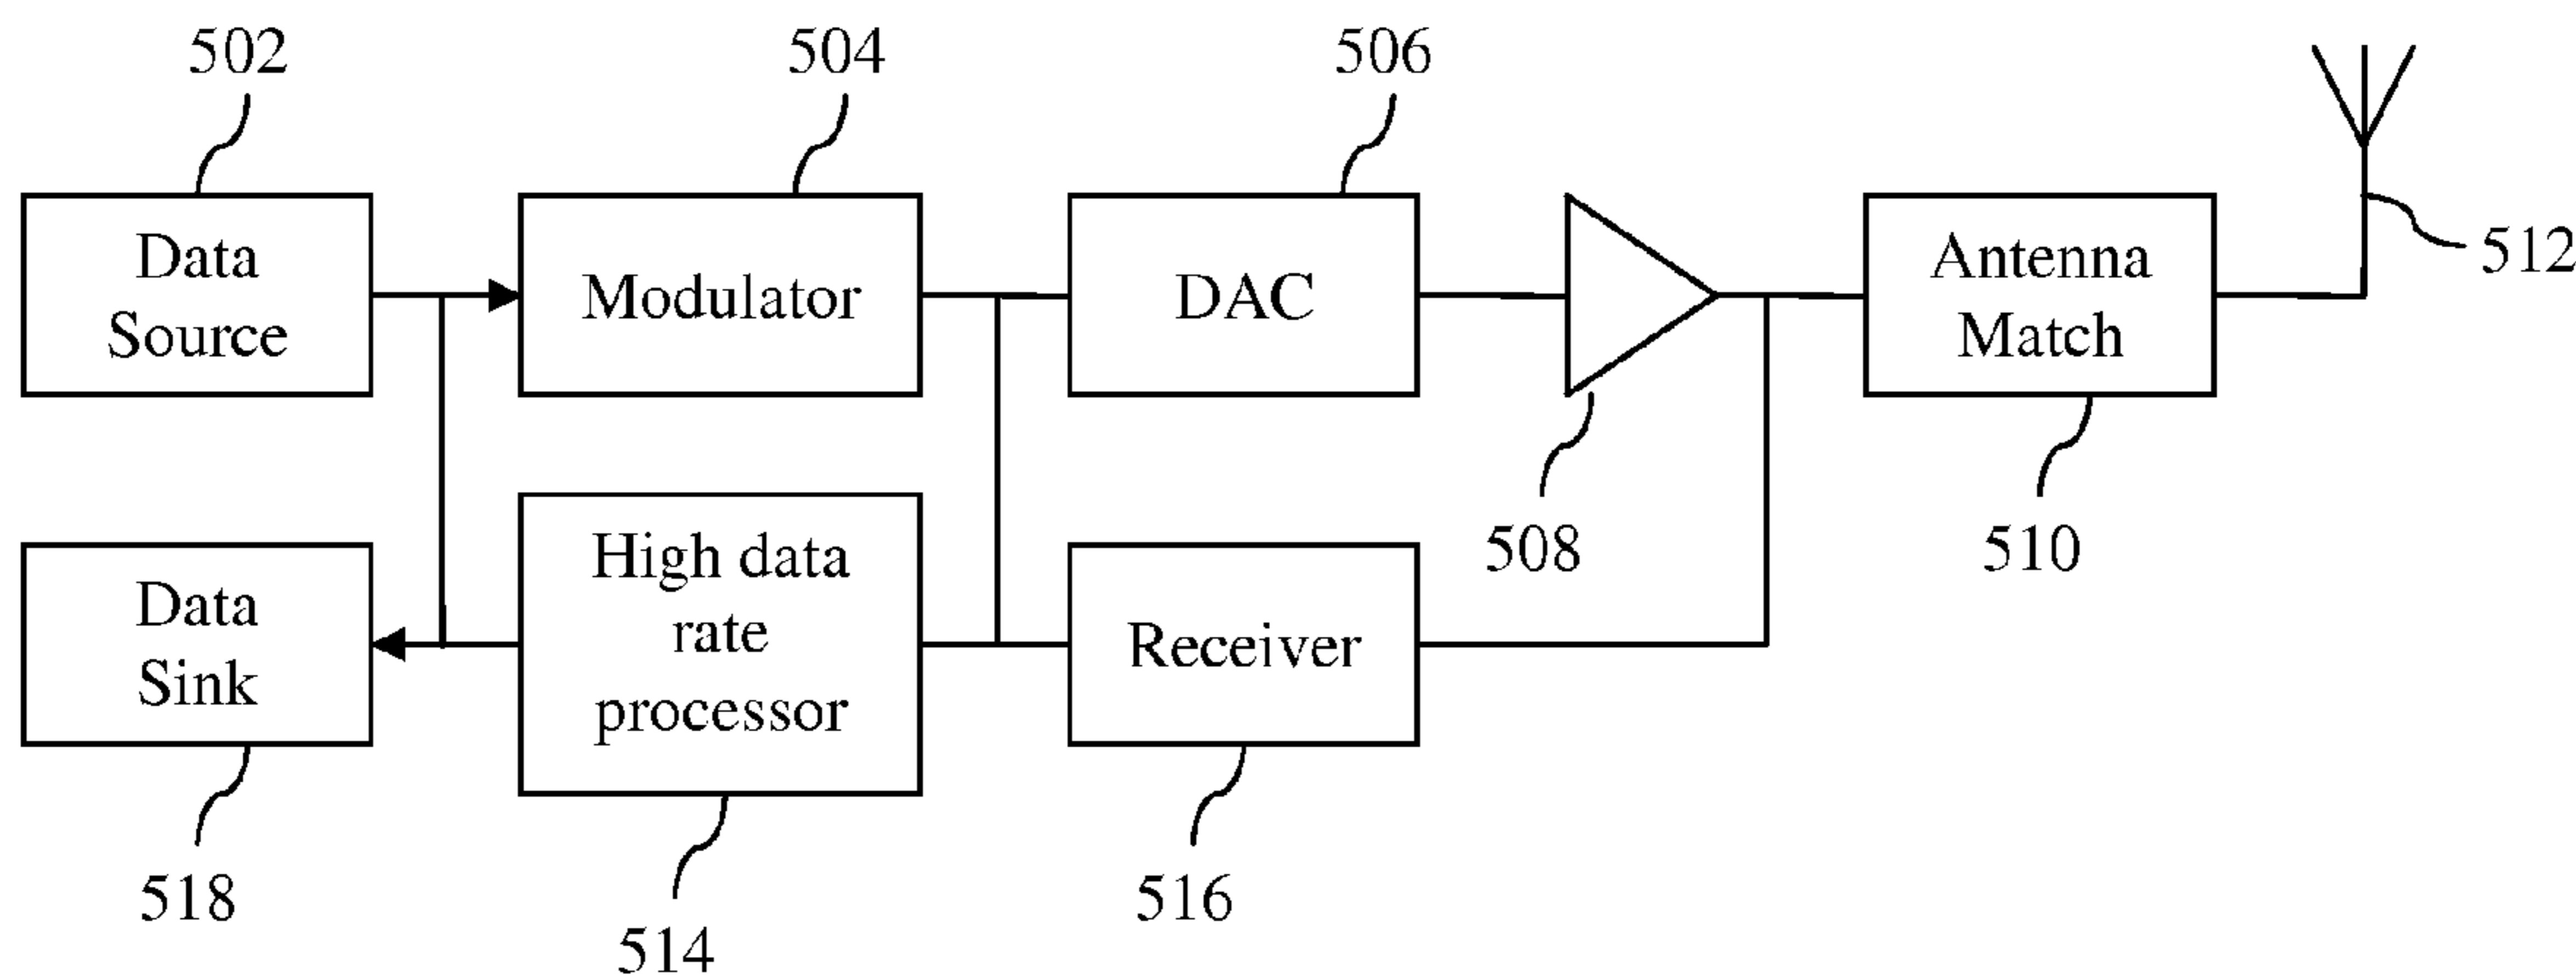 502
504
506
Data
Source
Modulator
DAC
Antenna
Match
512
508
510
Data
Sink
High data
rate
processor
Receiver
518
514
516